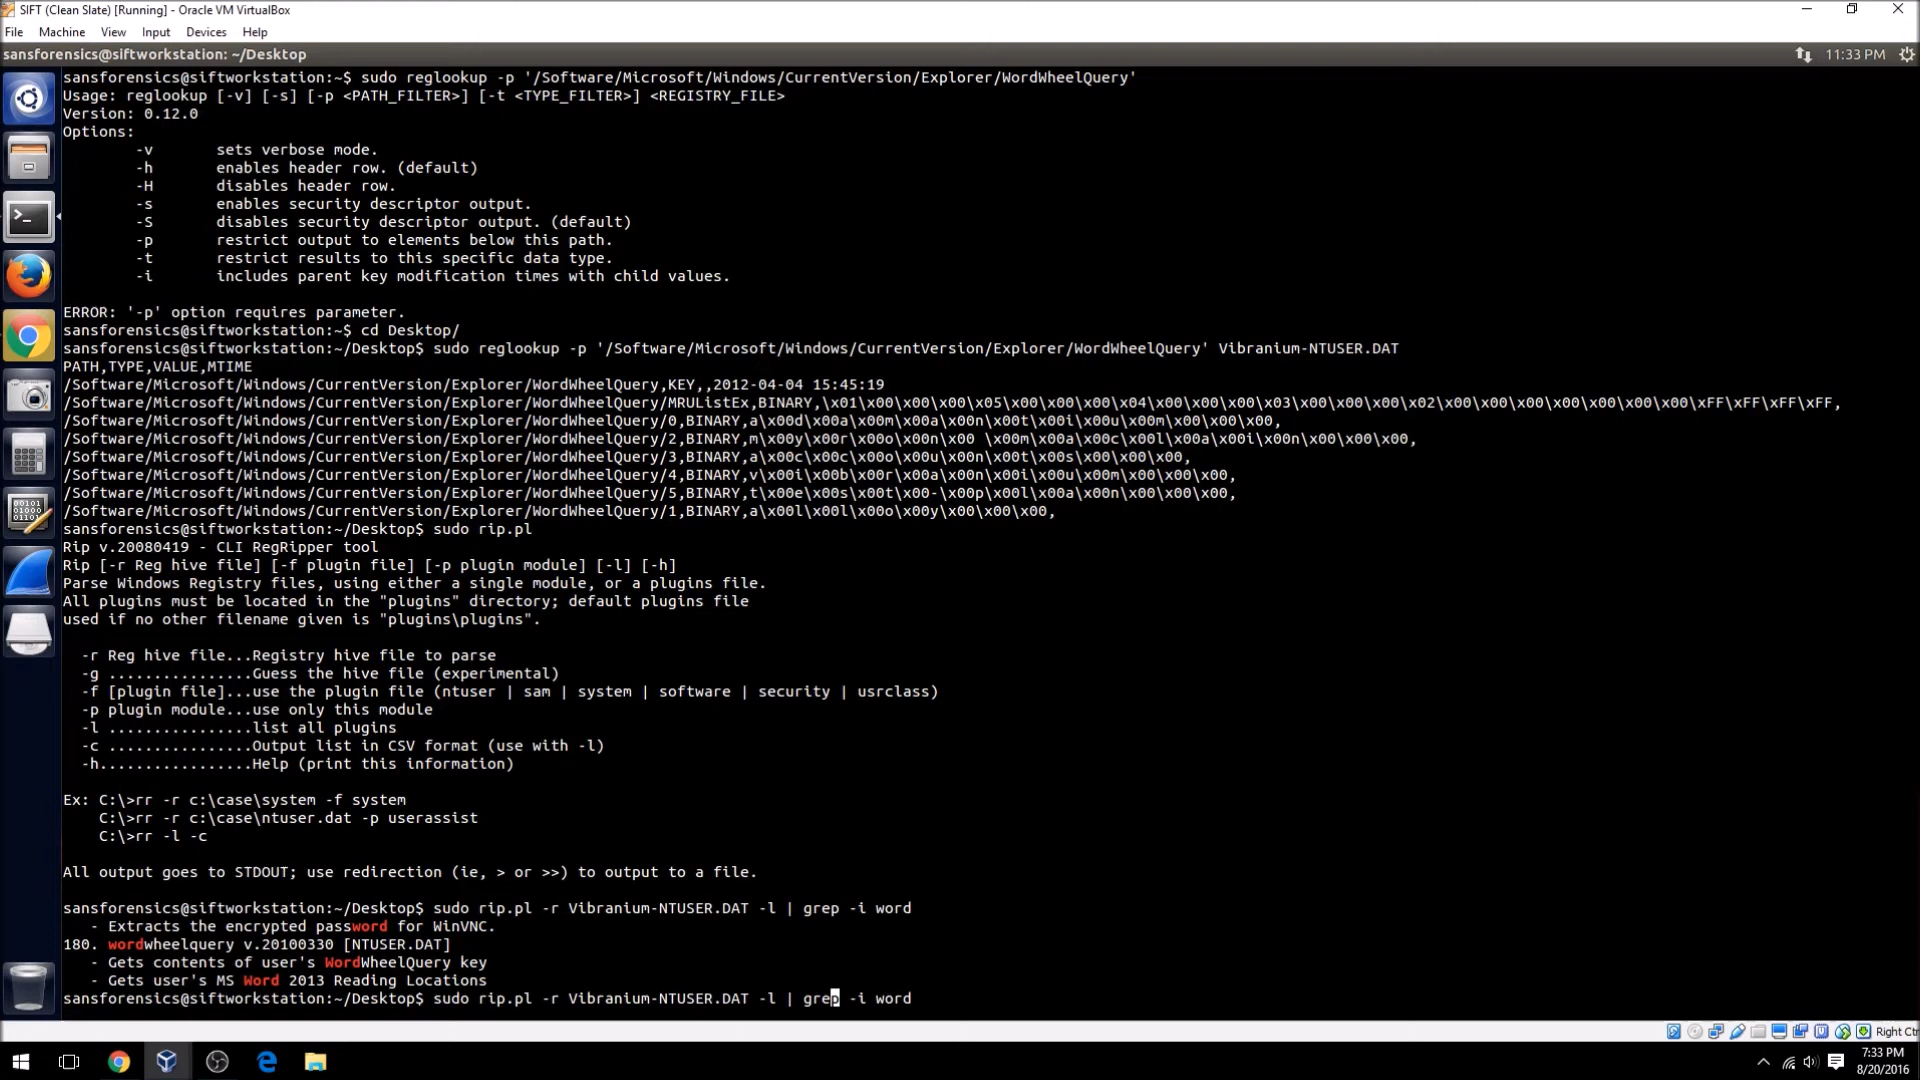 SIFT (Clean Slate) [Running] - Oracle VM VirtualBox
File Machine View Input Devices Help
sansforensics@siftworkstation: ~/Desktop 11:33 PM
sansforensics@siftworkstation:~$ sudo reglookup -p '/Software/Microsoft/Windows/CurrentVersion/Explorer/WordWheelQuery'
Usage: reglookup [-v] [-s] [-p <PATH_FILTER>] [-t <TYPE_FILTER>] <REGISTRY_FILE>
Version: 0.12.0
Options:
-v sets verbose mode.
-h enables header row. (default)
-H disables header row.
-s enables security descriptor output.
-S disables security descriptor output. (default)
-p restrict output to elements below this path.
-t restrict results to this specific data type.
-i includes parent key modification times with child values.
ERROR: '-p' option requires parameter.
sansforensics@siftworkstation:~$ cd Desktop/
sansforensics@siftworkstation:~/Desktop$ sudo reglookup -p '/Software/Microsoft/Windows/CurrentVersion/Explorer/WordWheelQuery' Vibranium-NTUSER.DAT
PATH,TYPE,VALUE,MTIME
/Software/Microsoft/Windows/CurrentVersion/Explorer/WordWheelQuery,KEY,,2012-04-04 15:45:19
/Software/Microsoft/Windows/CurrentVersion/Explorer/WordWheelQuery/MRUListEx,BINARY,\x01\x00\x00\x00\x05\x00\x00\x00\x04\x00\x00\x00\x03\x00\x00\x00\x02\x00\x00\x00\x00\x00\x00\x00\xFF\xFF\xFF\xFF,
/Software/Microsoft/Windows/CurrentVersion/Explorer/WordWheelQuery/0,BINARY,a\x00d\x00a\x00m\x00a\x00n\x00t\x00i\x00u\x00m\x00\x00\x00,
/Software/Microsoft/Windows/CurrentVersion/Explorer/WordWheelQuery/2,BINARY,m\x00y\x00r\x00o\x00n\x00 \x00m\x00a\x00c\x00l\x00a\x00i\x00n\x00\x00\x00,
/Software/Microsoft/Windows/CurrentVersion/Explorer/WordWheelQuery/3,BINARY,a\x00c\x00c\x00o\x00u\x00n\x00t\x00s\x00\x00\x00,
/Software/Microsoft/Windows/CurrentVersion/Explorer/WordWheelQuery/4,BINARY,v\x00i\x00b\x00r\x00a\x00n\x00i\x00u\x00m\x00\x00\x00,
/Software/Microsoft/Windows/CurrentVersion/Explorer/WordWheelQuery/5,BINARY,t\x00e\x00s\x00t\x00-\x00p\x00l\x00a\x00n\x00\x00\x00,
/Software/Microsoft/Windows/CurrentVersion/Explorer/WordWheelQuery/1,BINARY,a\x00l\x00l\x00o\x00y\x00\x00\x00,
sansforensics@siftworkstation:~/Desktop$ sudo rip.pl
Rip v.20080419 - CLI RegRipper tool
Rip [-r Reg hive file] [-f plugin file] [-p plugin module] [-l] [-h]
Parse Windows Registry files, using either a single module, or a plugins file.
All plugins must be located in the "plugins" directory; default plugins file
used if no other filename given is "plugins\plugins".
-r Reg hive file...Registry hive file to parse
-g ................Guess the hive file (experimental)
-f [plugin file]...use the plugin file (ntuser | sam | system | software | security | usrclass)
-p plugin module...use only this module
-l ................list all plugins
-c ................Output list in CSV format (use with -l)
-h.................Help (print this information)
Ex: C:\>rr -r c:\case\system -f system
C:\>rr -r c:\case\ntuser.dat -p userassist
C:\>rr -l -c
All output goes to STDOUT; use redirection (ie, > or >>) to output to a file.
sansforensics@siftworkstation:~/Desktop$ sudo rip.pl -r Vibranium-NTUSER.DAT -l | grep -i word
- Extracts the encrypted password for WinVNC.
180. wordwheelquery v.20100330 [NTUSER.DAT]
- Gets contents of user's WordWheelQuery key
- Gets user's MS Word 2013 Reading Locations
sansforensics@siftworkstation:~/Desktop$ sudo rip.pl -r Vibranium-NTUSER.DAT -l | grep -i word
Right Ctrl
7:33 PM
8/20/2016